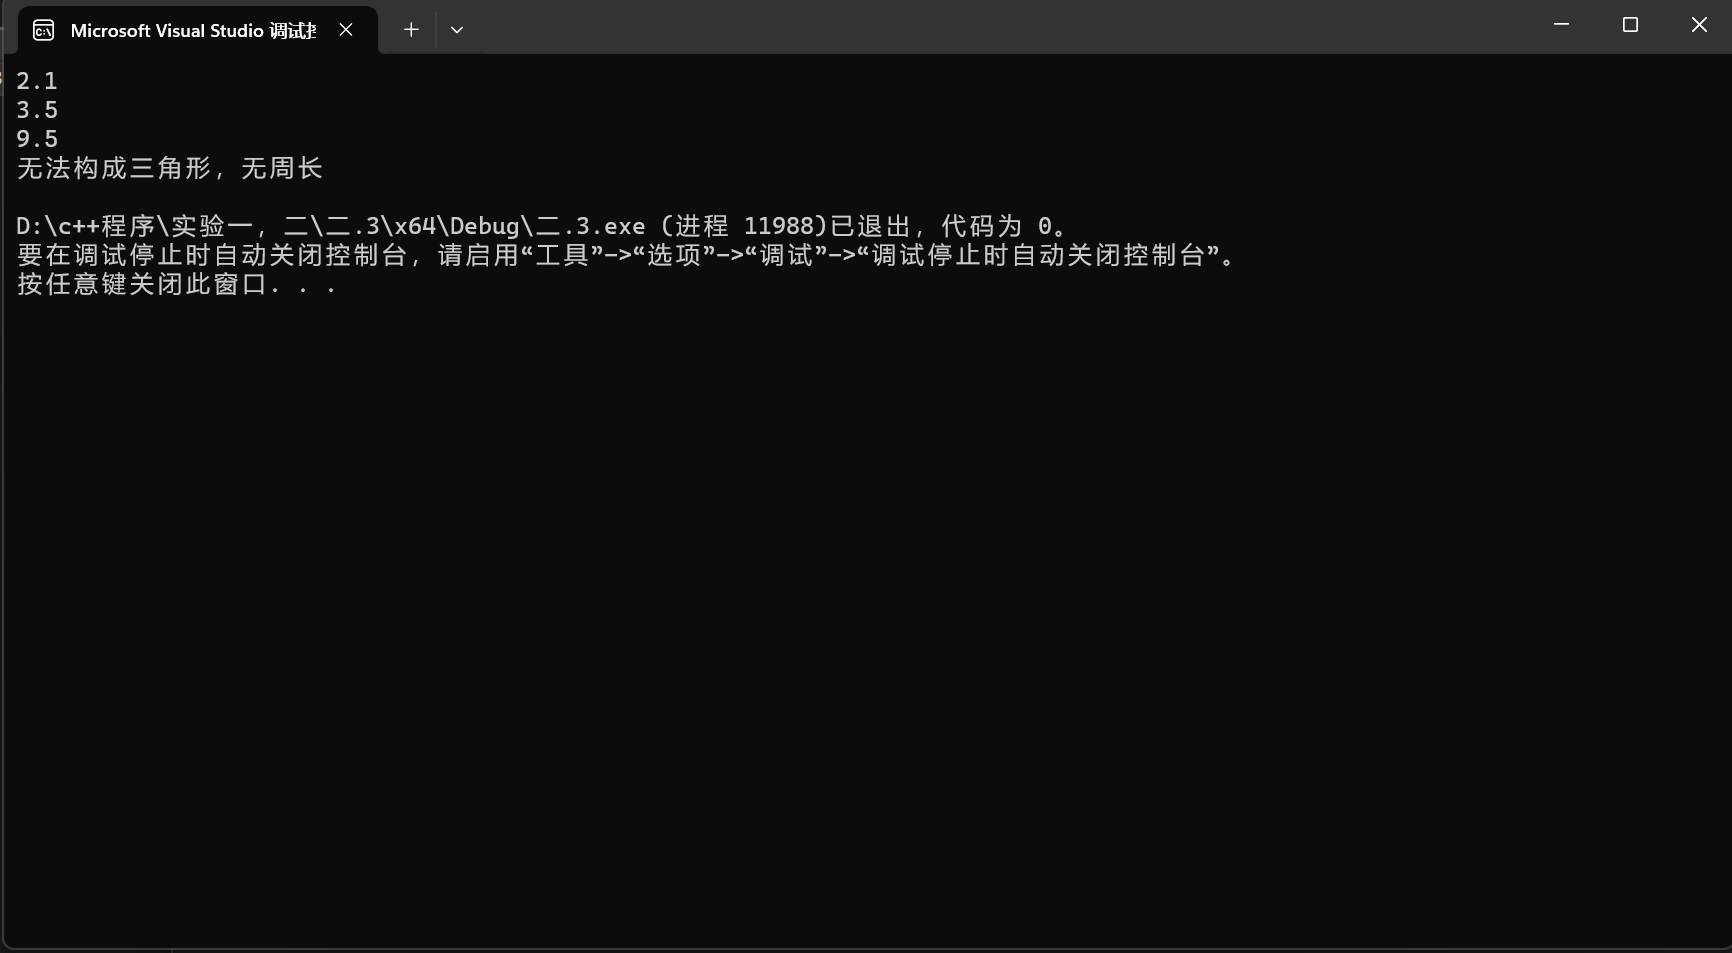 Microsoft Visual Studio 调试
2.1
3.5
9.5
无法构成三角形，无周长
D:\c++程序\实验一，二\二.3\x64\Debug\二.3.exe (进程 11988)已退出，代码为 0。
要在调试停止时自动关闭控制台，请启用“工具”->“选项”->“调试”->“调试停止时自动关闭控制台”。
按任意键关闭此窗口. . .